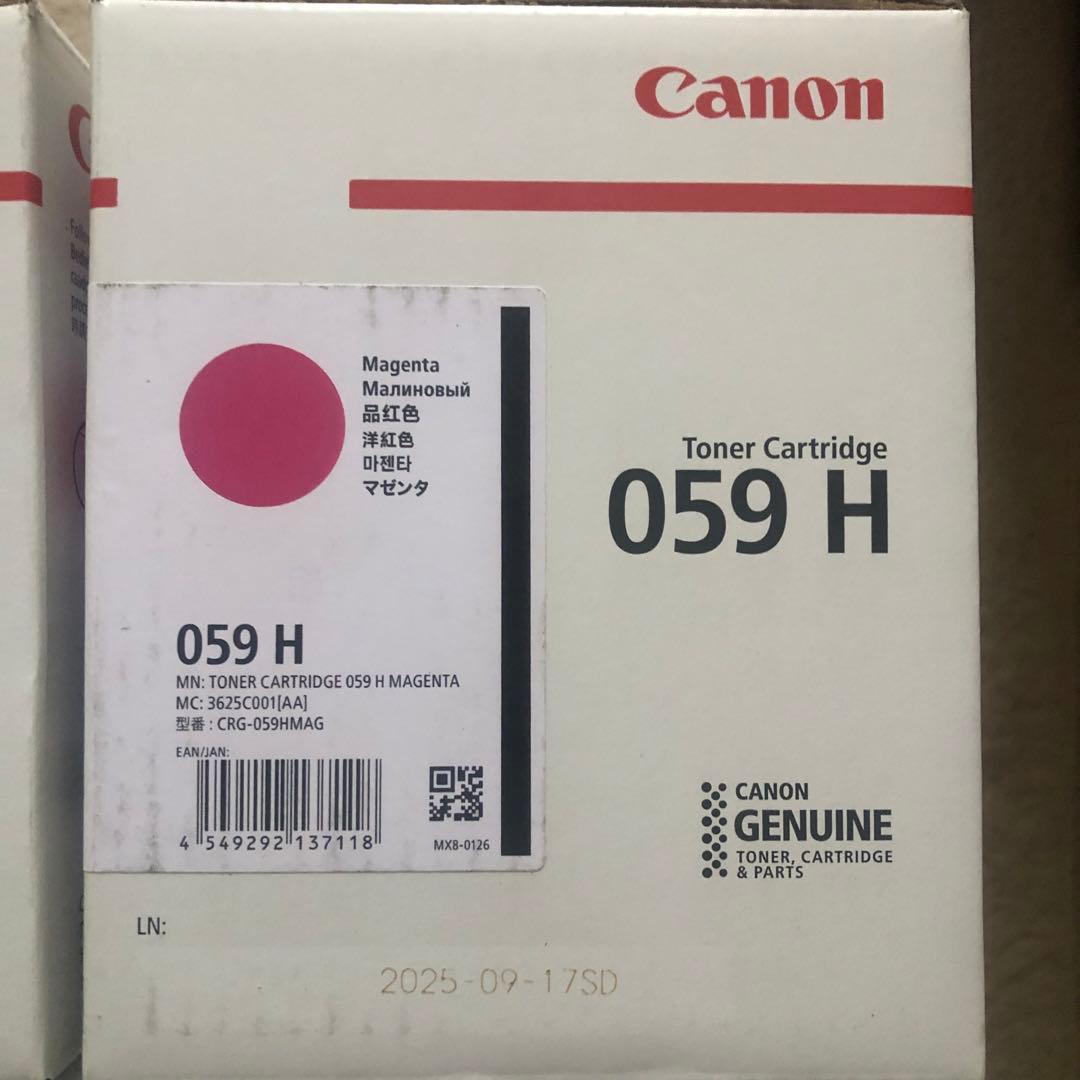 Canon
Magenta
Малиновый
品红色
洋紅色
마젠타
マゼンタ
Toner Cartridge
059 H
059 H
MN: TONER CARTRIDGE 059 H MAGENTA
MC: 3625C001[AA]
型番 : CRG-059HMAG
EAN/JAN:
4 549292 137118
MX8-0126
CANON
GENUINE
TONER, CARTRIDGE
& PARTS
LN:
2025-09-17SD